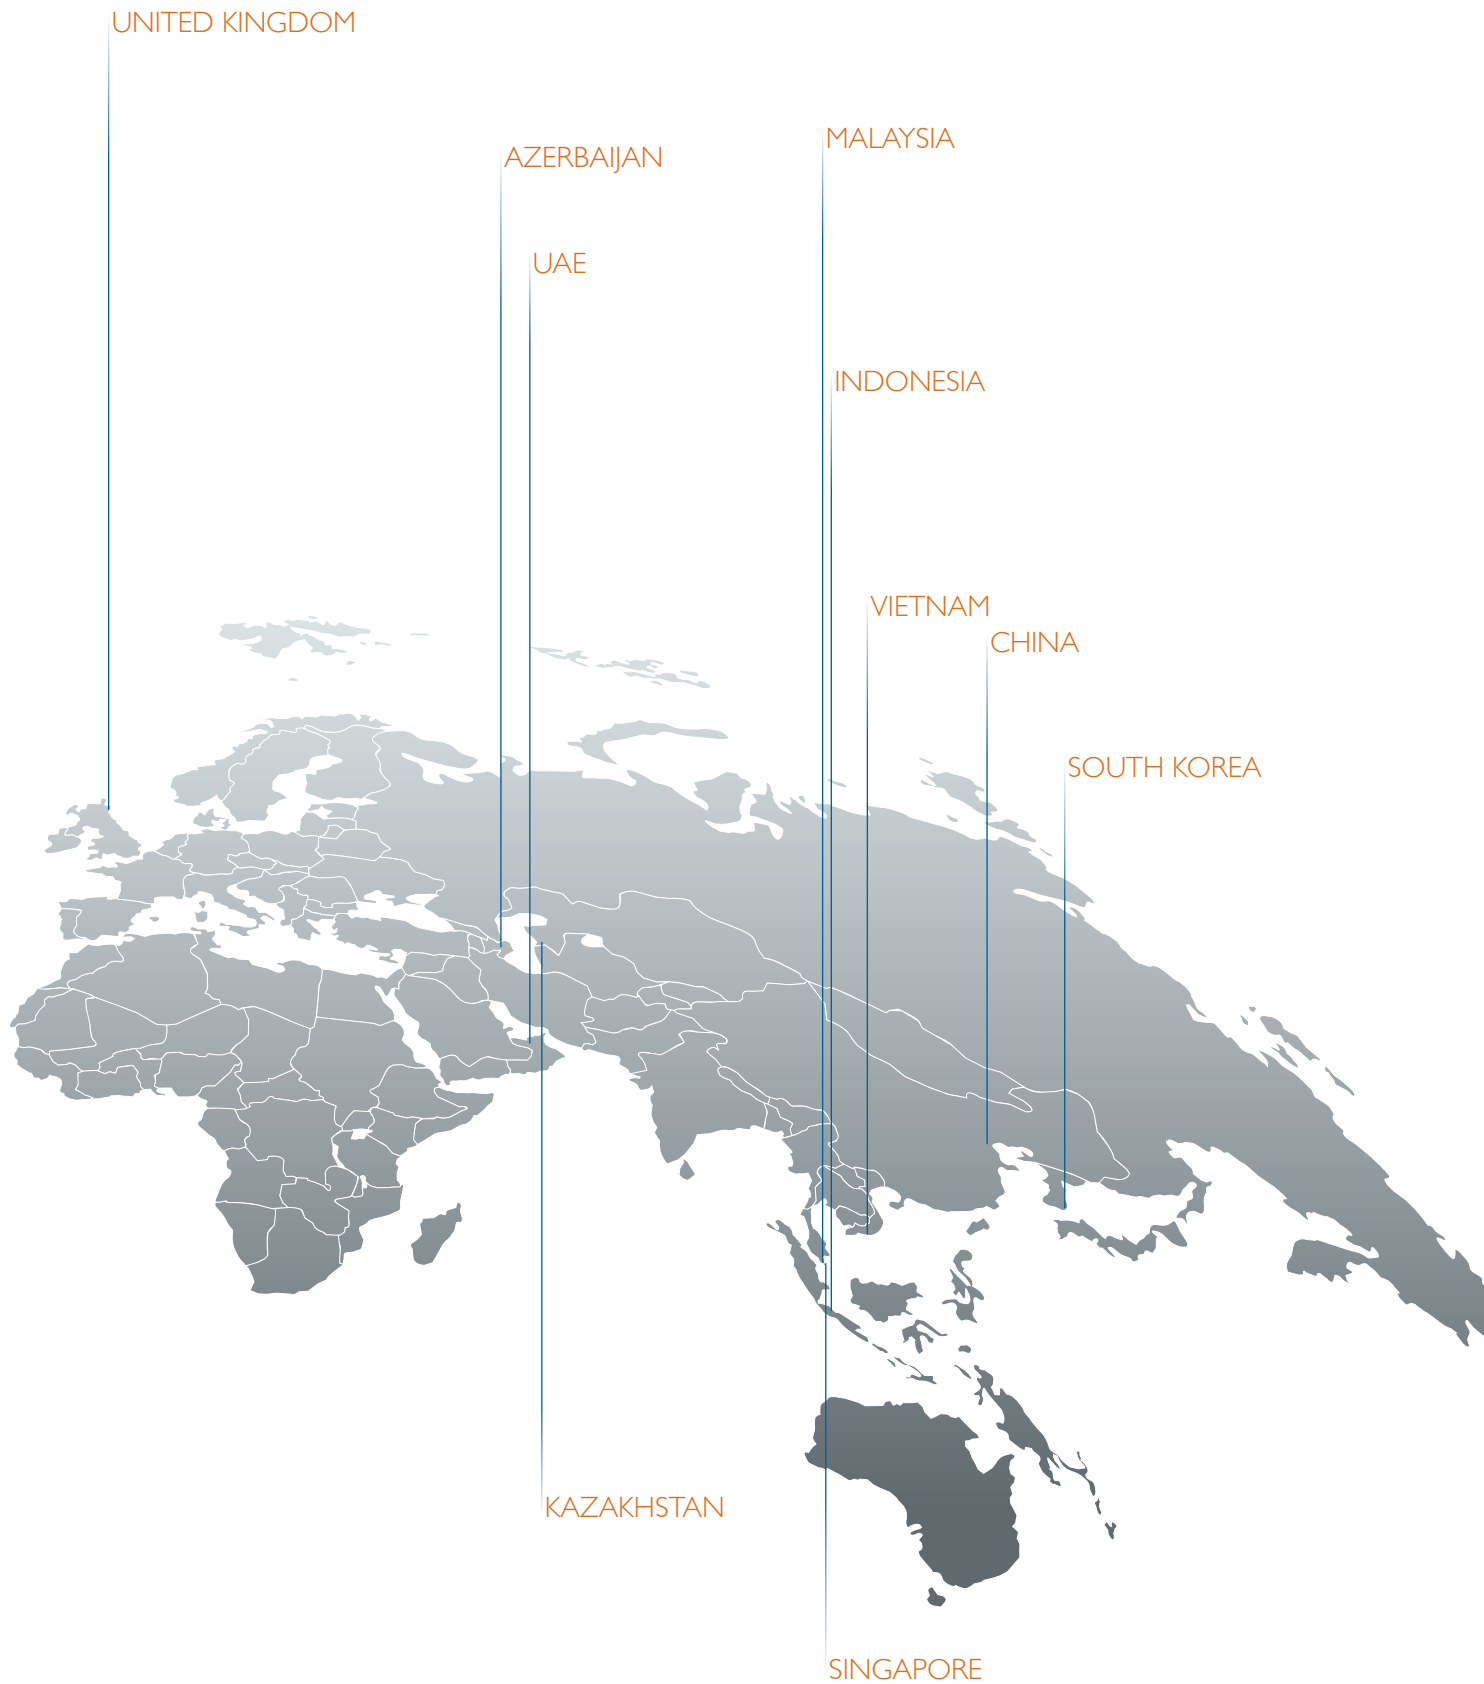 UNITED KINGDOM
MALAYSIA
AZERBAIJAN
UAE
INDONESIA
VIETNAM
CHINA
SOUTH KOREA
KAZAKHSTAN
SINGAPORE